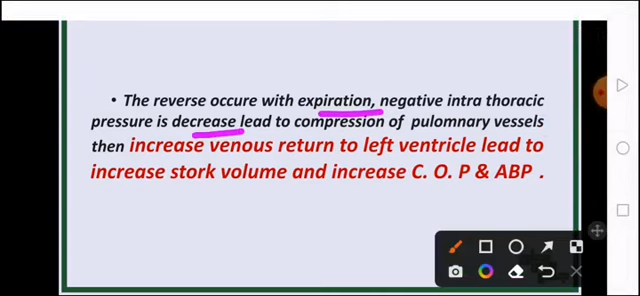 • The reverse occure with expiration, negative intra thoracic
pressure is decrease lead to compression of pulomnary vessels
then increase venous return to left ventricle lead to
increase stork volume and increase C. O. P & ABP .